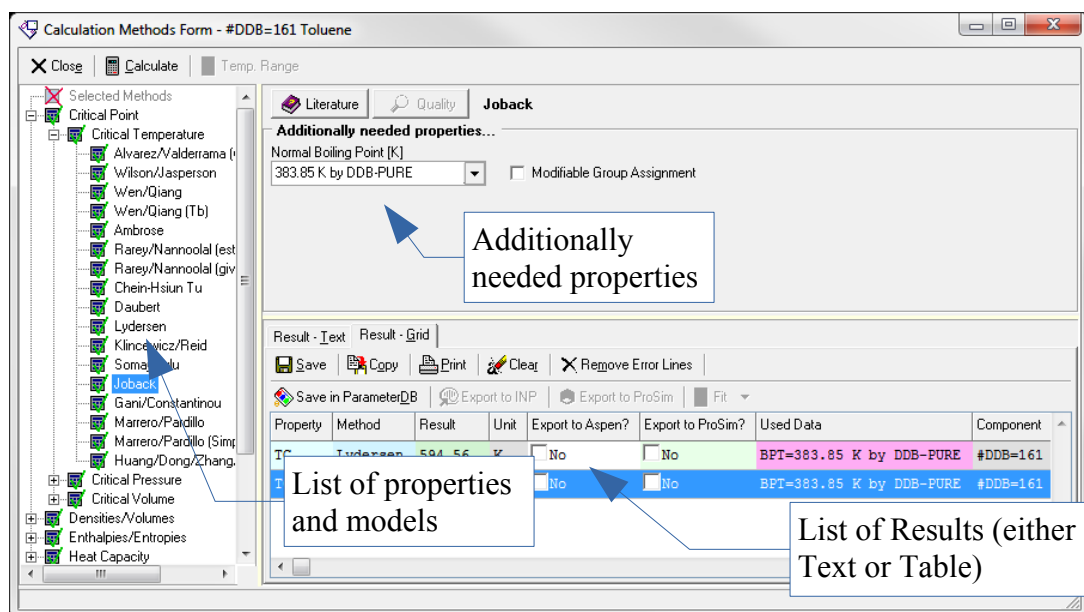 Calculation Methods Form - #DDB=161 Toluene
Close Calculate Temp. Range
Selected Methods
Critical Point
Critical Temperature
Alvarez/Valderrama (
Wilson/Jasperson
Wen/Qiang
Wen/Qiang (Tb)
Ambrose
Rarey/Nannoolal (est
Rarey/Nannoolal (giv
Chein-Hsiun Tu
Daubert
Lydersen
Klincewicz/Reid
Joback
Gani/Constantinou
Marrero/Pardillo
Marrero/Pardillo (Simp
Huang/Dong/Zhang.
Critical Pressure
Critical Volume
Densities/Volumes
Enthalpies/Entropies
Heat Capacity
Literature Quality Joback
Additionally needed properties...
Normal Boiling Point [K]
383.85 K by DDB-PURE Modifiable Group Assignment
Additionally
needed properties
Result - Text Result - Grid
Save Copy Print Clear Remove Error Lines
Save in ParameterDB Export to INP Export to ProSim Fit
Property Method Result Unit Export to Aspen? Export to ProSim? Used Data Component
TC Lydersen 594.56 K No No BPT=383.85 K by DDB-PURE #DDB=161
No No BPT=383.85 K by DDB-PURE #DDB=161
List of properties
and models
List of Results (either
Text or Table)